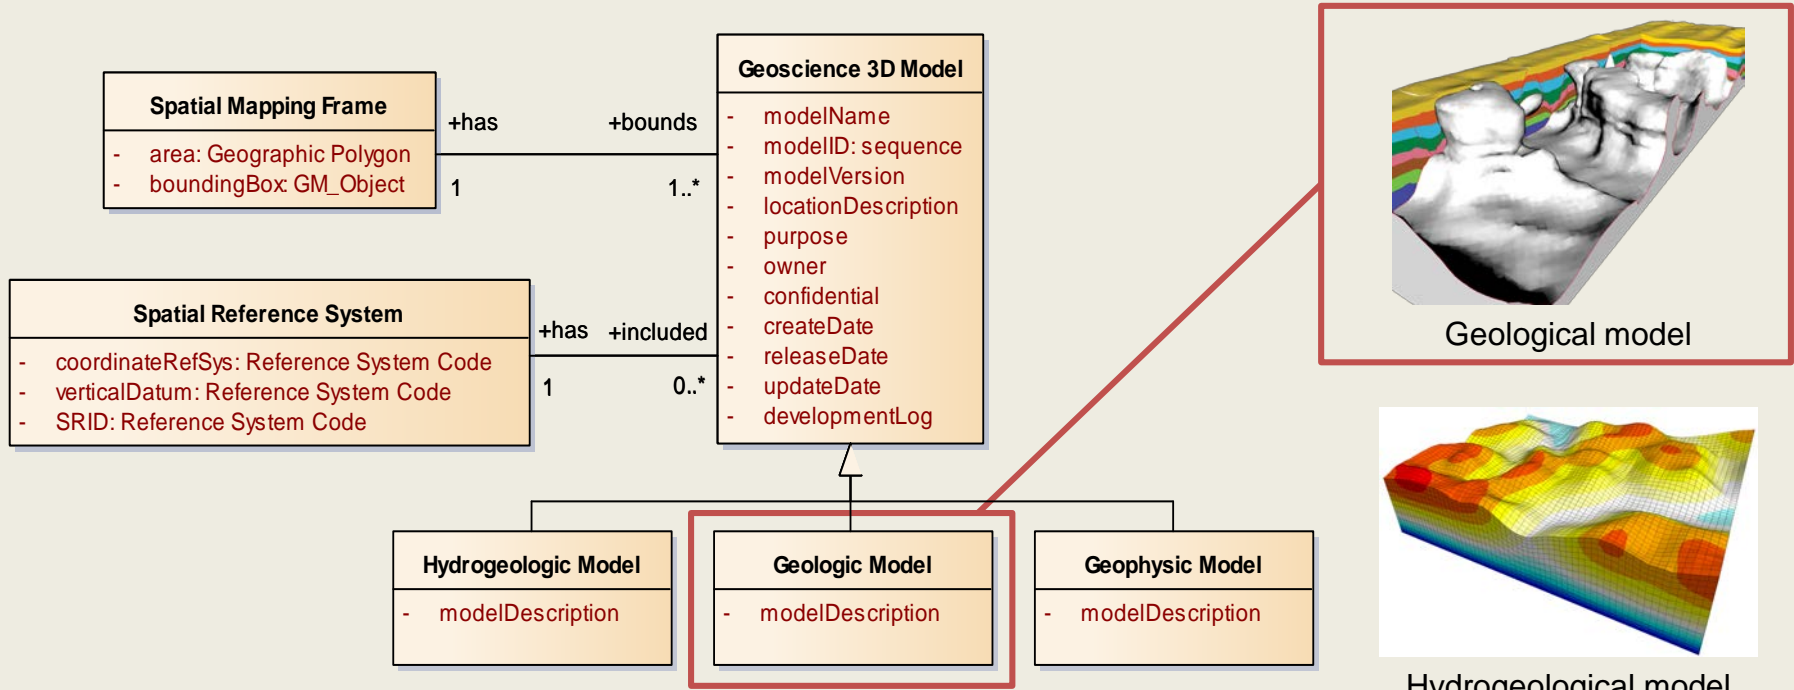 Spatial Mapping Frame
- area: Geographic Polygon
- boundingBox: GM_Object
+has
+bounds
1
1..*
Geoscience 3D Model
- modelName
- modelID: sequence
- modelVersion
- locationDescription
- purpose
- owner
- confidential
- createDate
- releaseDate
- updateDate
- developmentLog
Spatial Reference System
- coordinateRefSys: Reference System Code
- verticalDatum: Reference System Code
- SRID: Reference System Code
+has
+included
1
0..*
Hydrogeologic Model
- modelDescription
Geologic Model
- modelDescription
Geophysic Model
- modelDescription
Geological model
Hydrogeological model